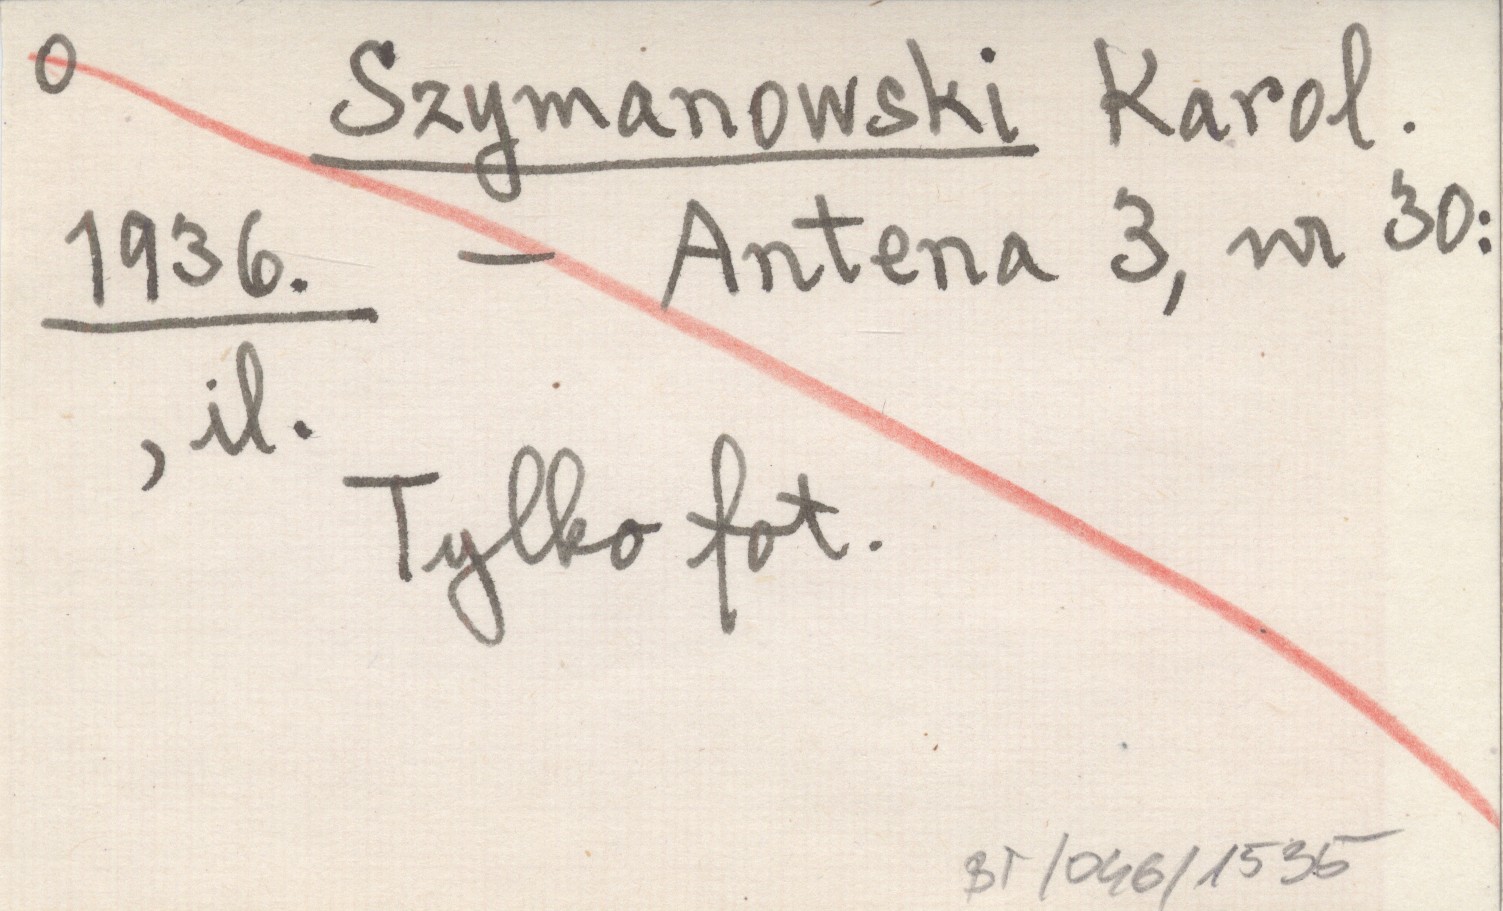 0 Szymanowski Karol.
1936. — Antena 3, nr 30:
, il.
Tylko fot.
BT/046/1535